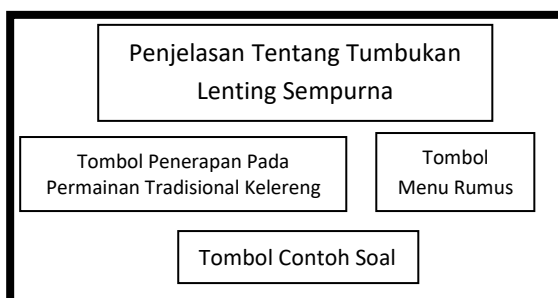 Penjelasan Tentang Tumbukan
Lenting Sempurna
Tombol Penerapan Pada
Permainan Tradisional Kelereng
Tombol
Menu Rumus
Tombol Contoh Soal